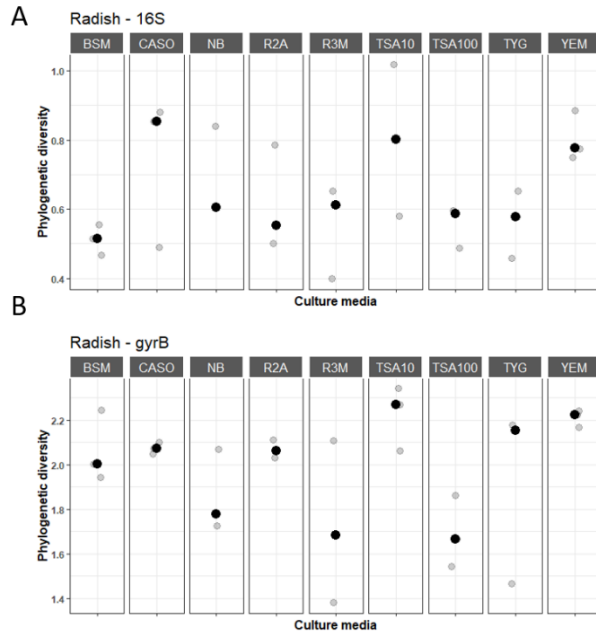 A
Radish - 16S
BSM CASO NB R2A R3M TSA10 TSA100 TYG YEM
Phylogenetic diversity
1.0
0.8
0.6
0.4
Culture media
B
Radish - gyrB
BSM CASO NB R2A R3M TSA10 TSA100 TYG YEM
Phylogenetic diversity
2.2
2.0
1.8
1.6
1.4
Culture media